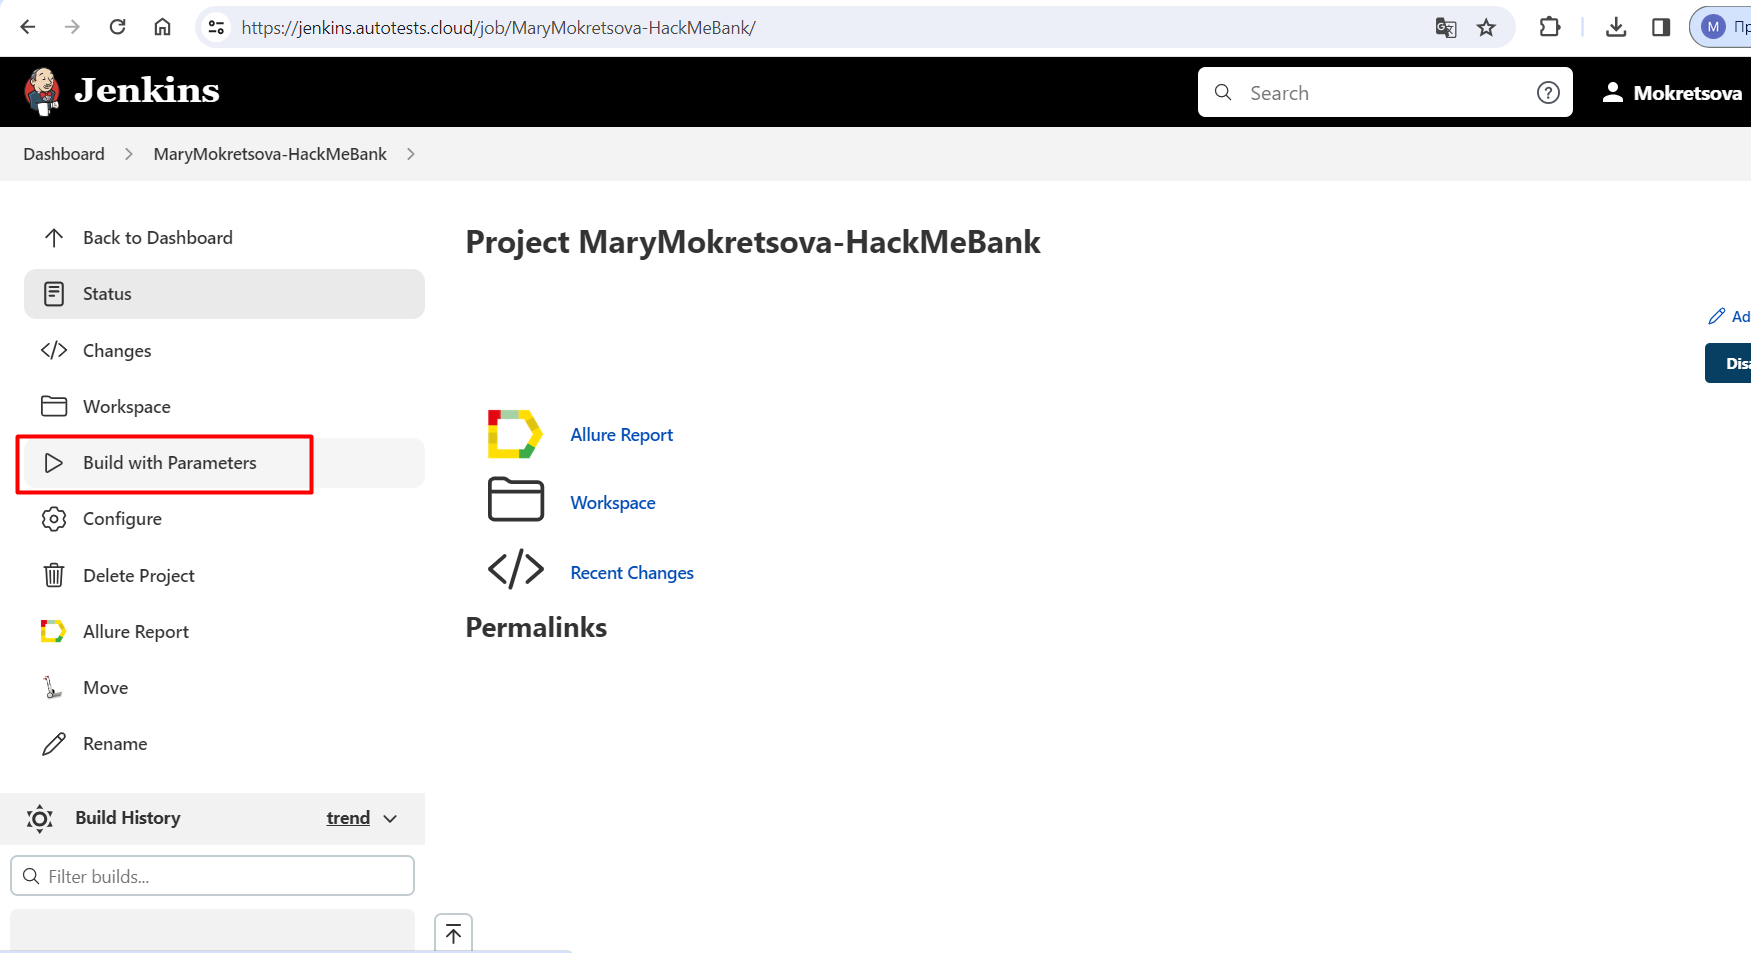 https://jenkins.autotests.cloud/job/MaryMokretsova-HackMeBank/
M Пр
Jenkins
Search
?
Mokretsova
Dashboard
MaryMokretsova-HackMeBank
Back to Dashboard
Status
Changes
Workspace
Build with Parameters
Configure
Delete Project
Allure Report
Move
Rename
Build History
trend
Filter builds...
Project MaryMokretsova-HackMeBank
Ad
Disa
Allure Report
Workspace
Recent Changes
Permalinks